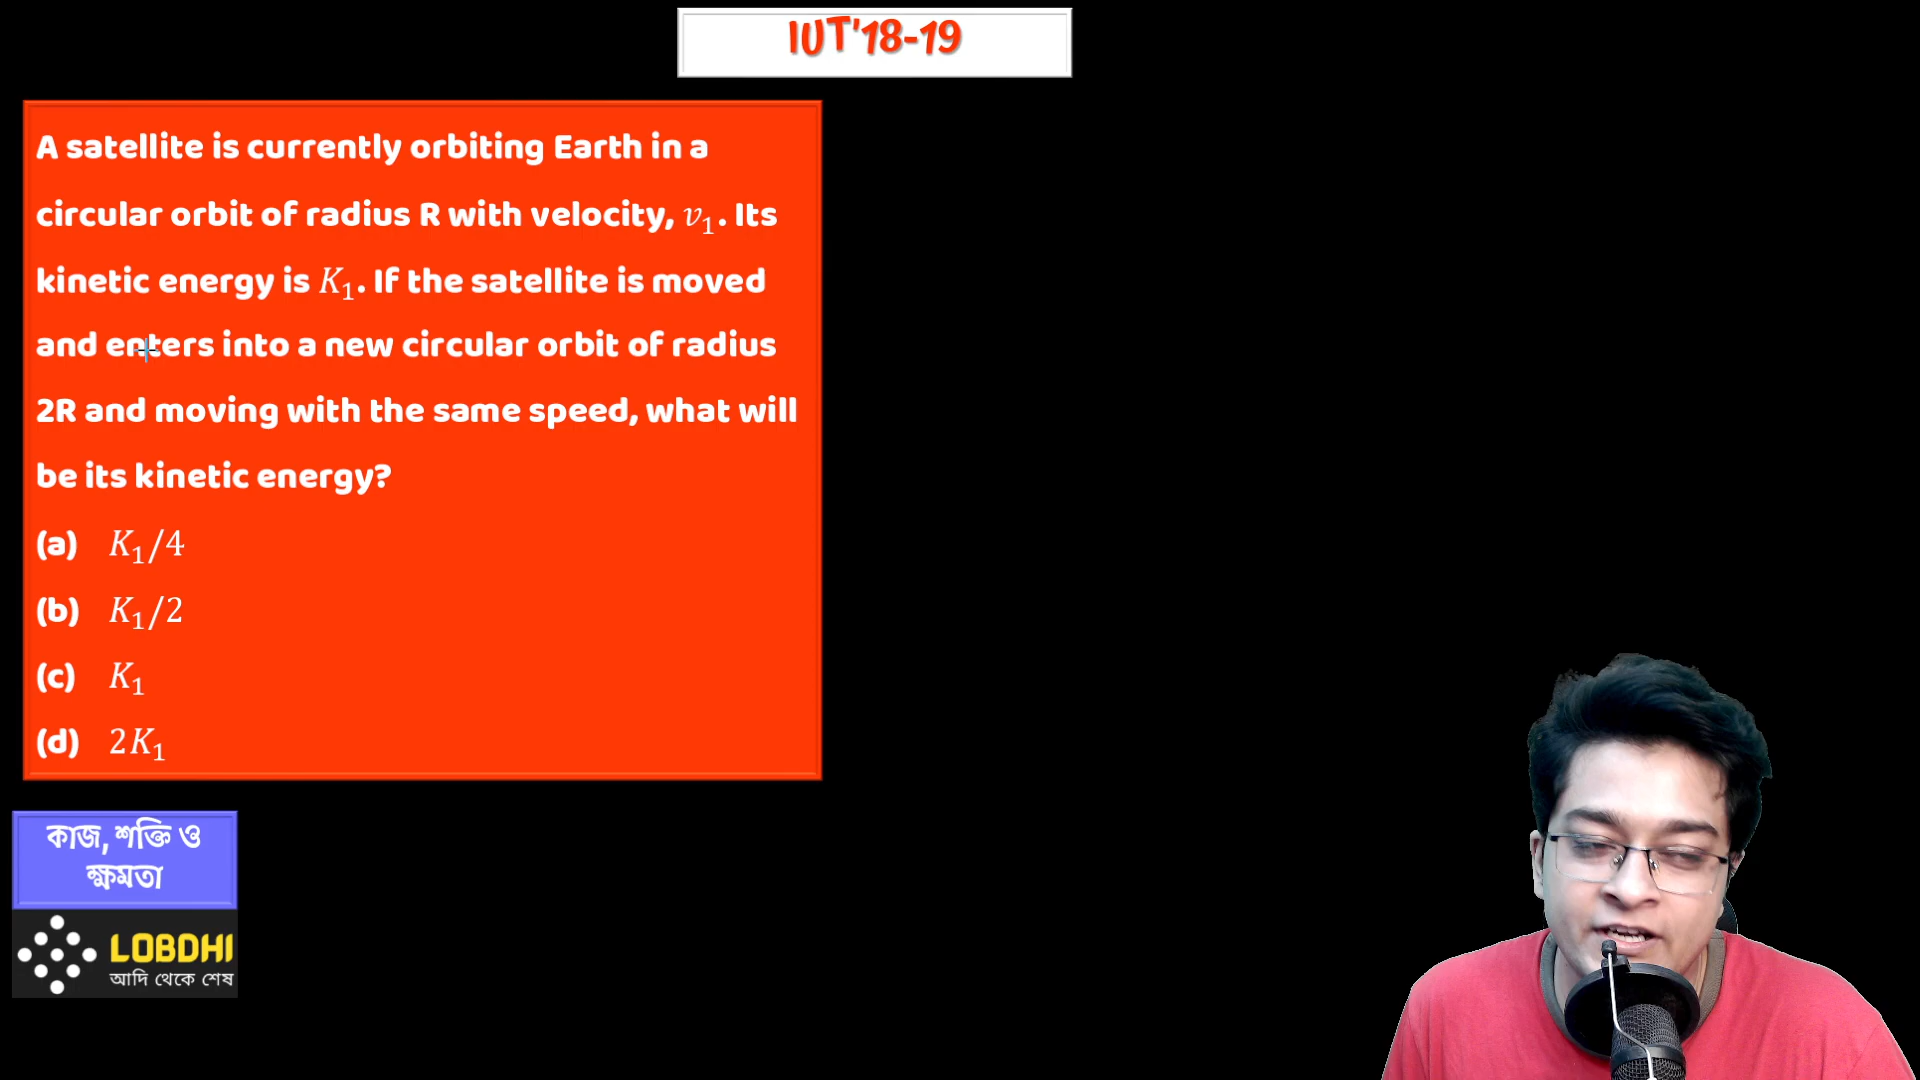 IUT'18-19
A satellite is currently orbiting Earth in a
circular orbit of radius R with velocity, v₁. Its
kinetic energy is K₁. If the satellite is moved
and enters into a new circular orbit of radius
2R and moving with the same speed, what will
be its kinetic energy?
(a) K₁/4
(b) K₁/2
(c) K₁
(d) 2K₁
কাজ, শক্তি ও
ক্ষমতা
LOBDHI
আদি থেকে শেষ